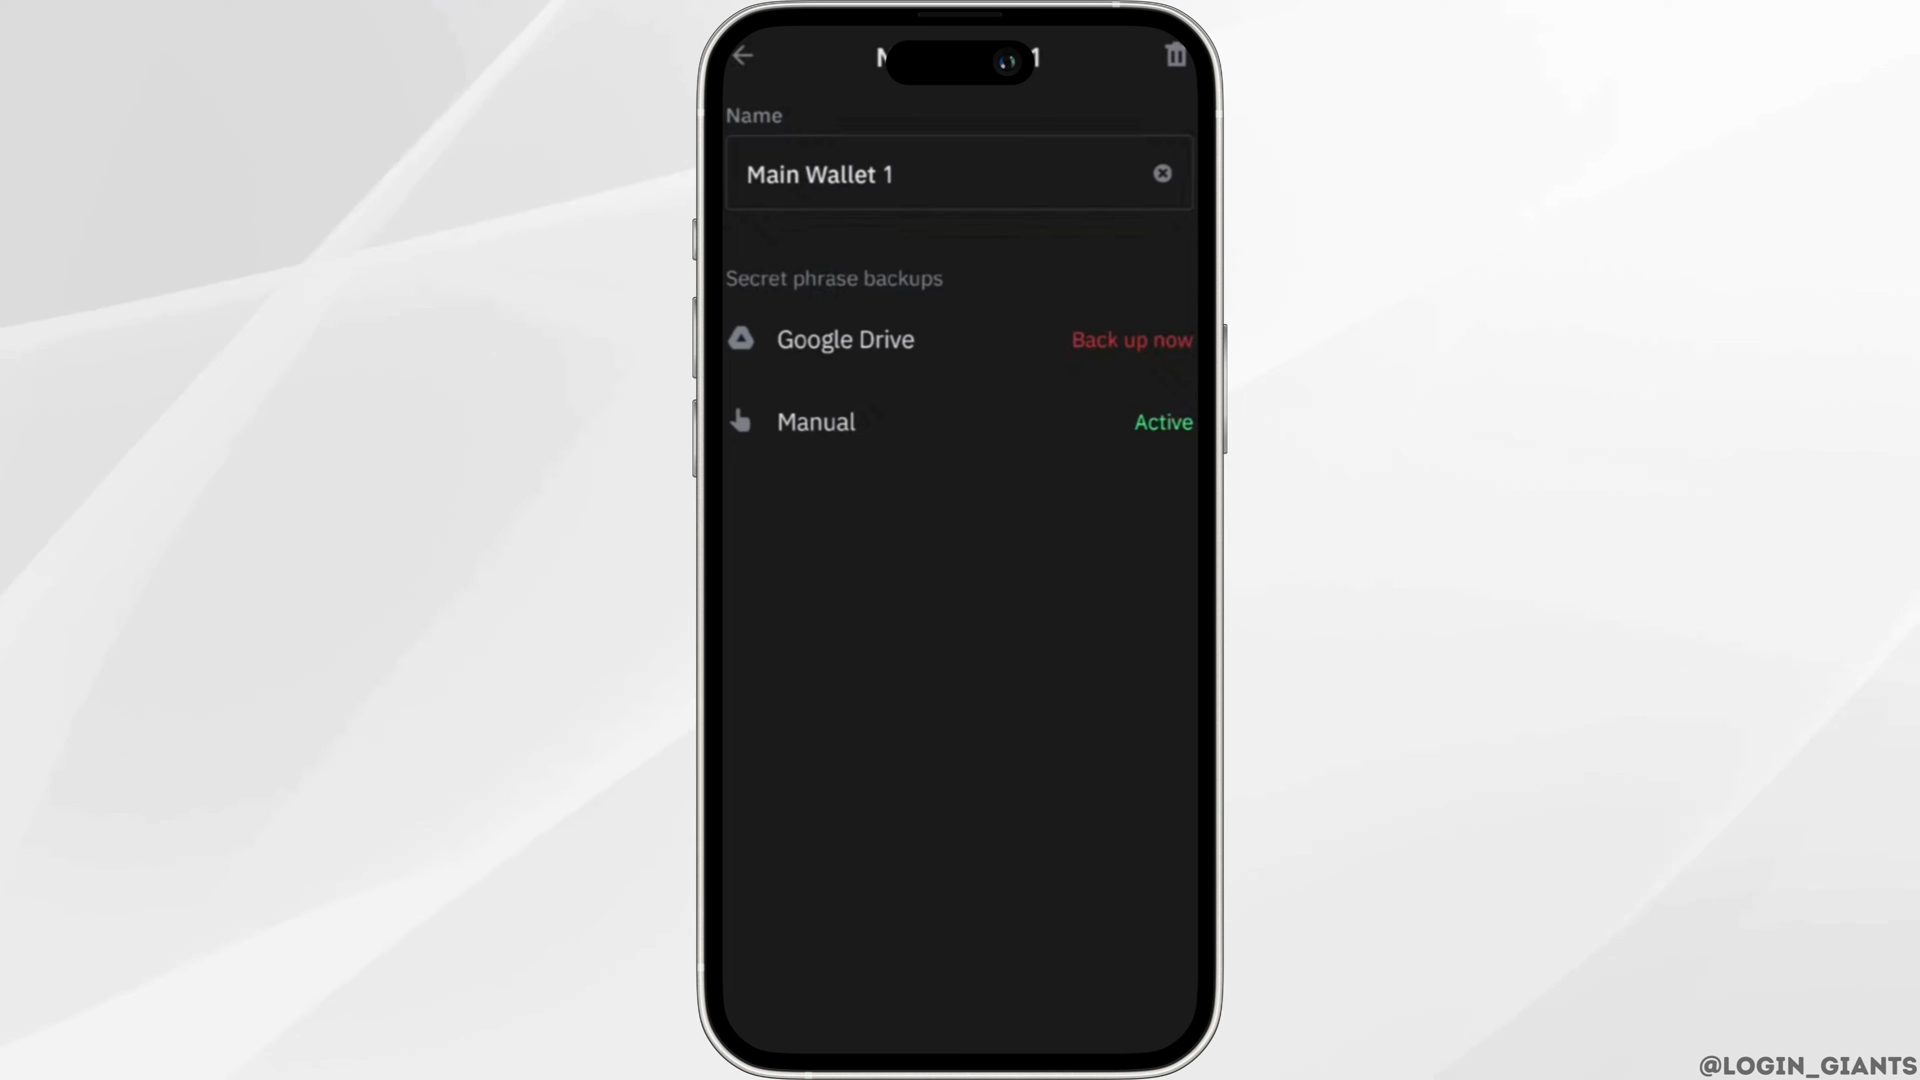 Name
Main Wallet 1
Secret phrase backups
Google Drive Back up now
Manual Active
@LOGIN_GIANTS